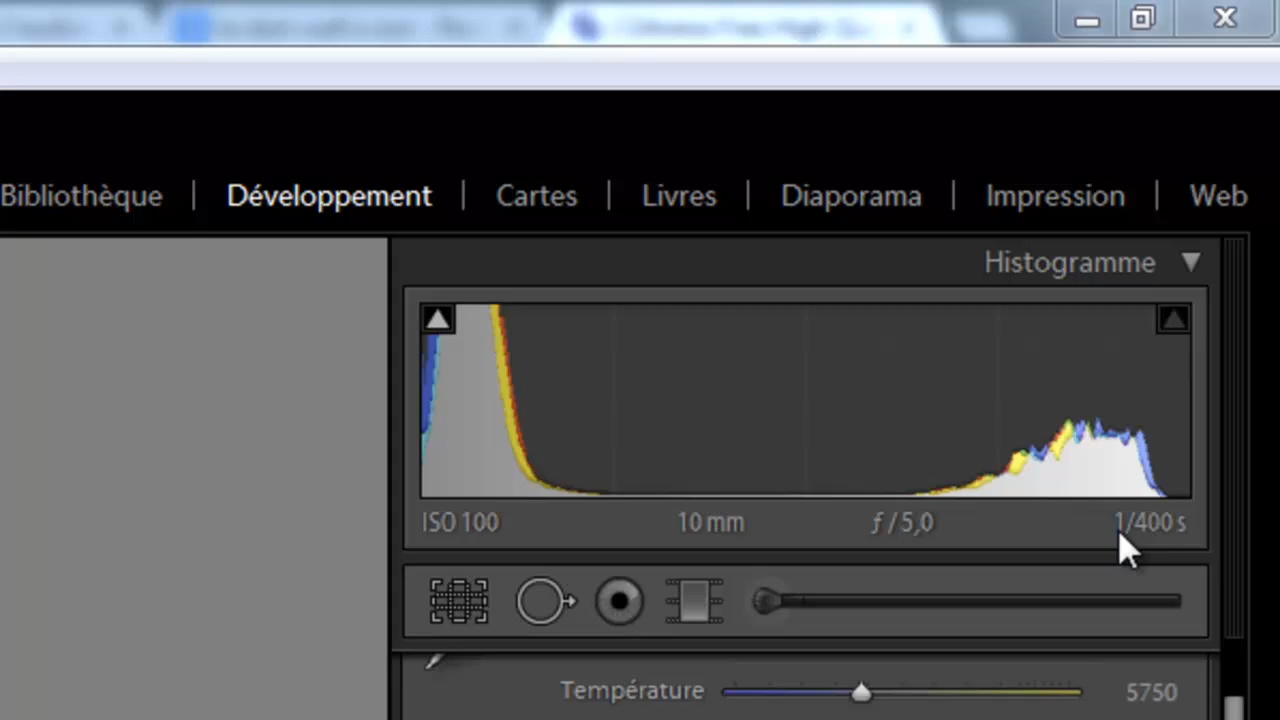 Bibliothèque | Développement | Cartes | Livres | Diaporama | Impression | Web
Histogramme
ISO 100 10 mm ƒ / 5,0 1/400 s
Température 5750